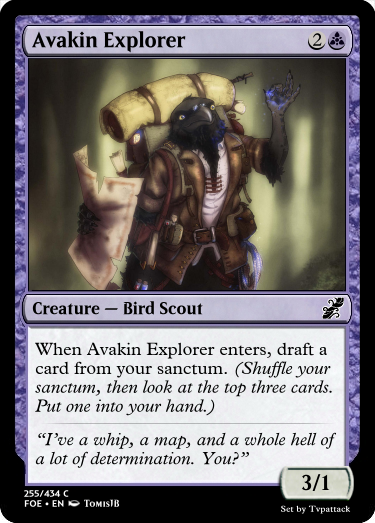 Avakin Explorer
2
Creature — Bird Scout
When Avakin Explorer enters, draft a
card from your sanctum. (Shuffle your
sanctum, then look at the top three cards.
Put one into your hand.)
“I’ve a whip, a map, and a whole hell of
a lot of determination. You?”
3/1
255/434 C
FOE • EN TomisJB
Set by Tvpattack